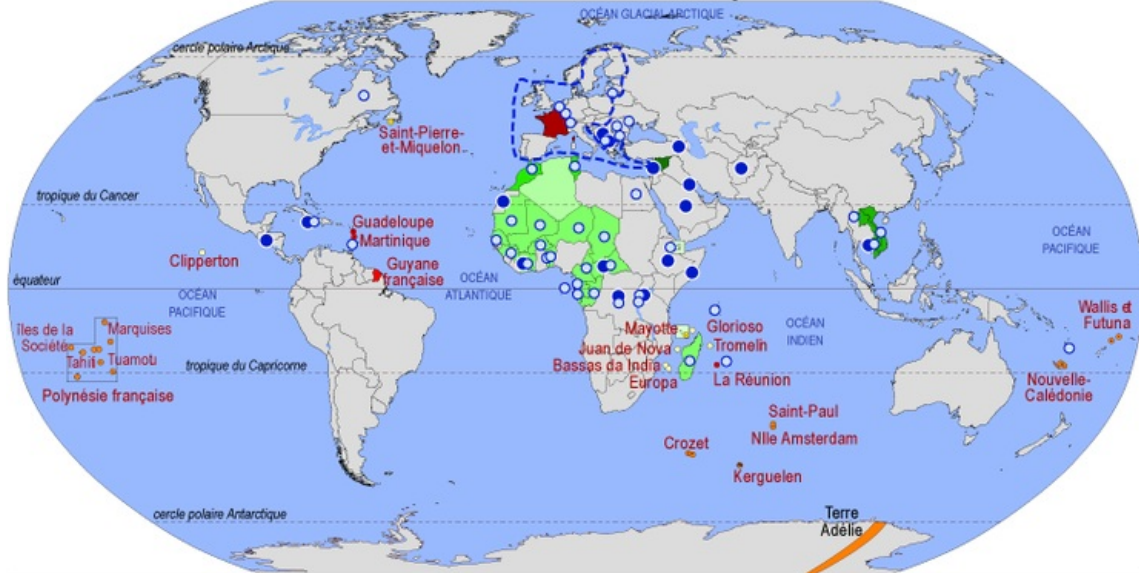 OCÉAN GLACIAL ARCTIQUE
cercle polaire Arctique
Saint-Pierre-
et-Miquelon
tropique du Cancer
Guadeloupe
Martinique
Clipperton
Guyane
française
équateur
OCÉAN
PACIFIQUE
OCÉAN
ATLANTIQUE
OCÉAN
PACIFIQUE
OCÉAN
INDIEN
îles de la
Société
Marquises
Tahiti
Tuamotu
Polynésie française
tropique du Capricorne
Mayotte
Glorioso
Juan de Nova
Tromelin
Bassas da India
Europa
La Réunion
Wallis et
Futuna
Nouvelle-
Calédonie
Saint-Paul
Nlle Amsterdam
Crozet
Kerguelen
cercle polaire Antarctique
Terre
Adélie